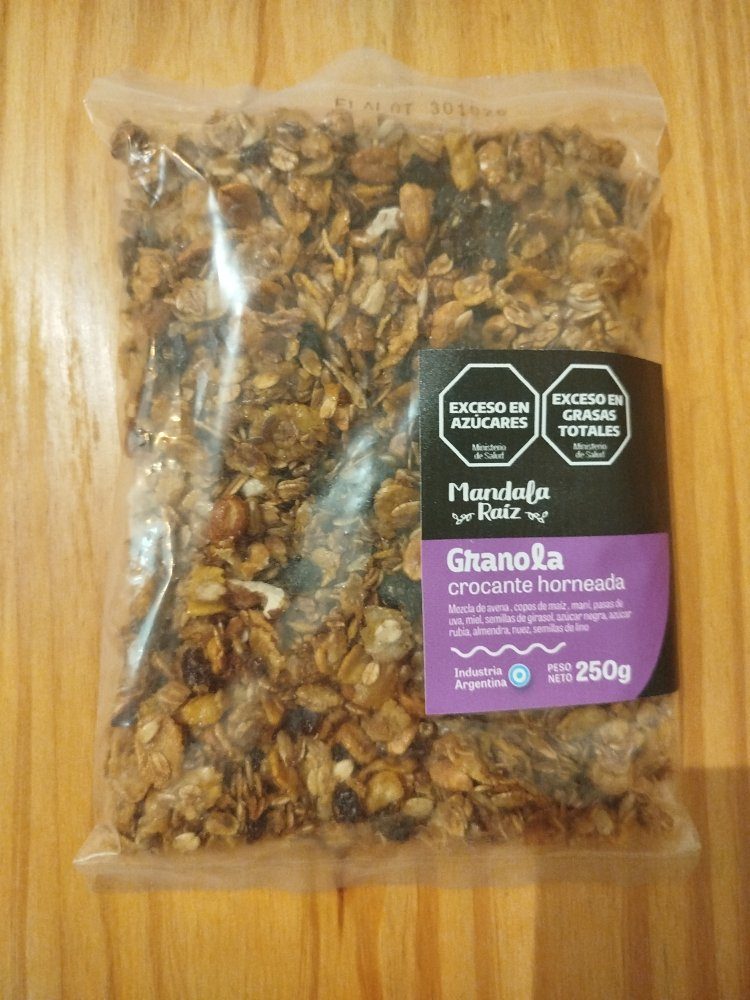 EXCESO EN
AZÚCARES
Ministerio
de Salud
EXCESO EN
GRASAS
TOTALES
Ministerio
de Salud
Mandala
Raíz
Granola
crocante horneada
Mezcla de avena, copos de maíz, maní, pasas de
uva, miel, semillas de girasol, azúcar negra, azúcar
rubia, almendra, nuez, semillas de lino
Industria
Argentina
PESO
NETO 250g